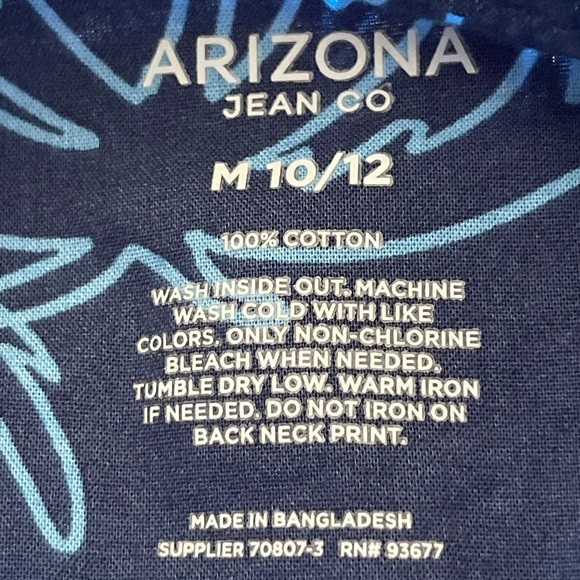 ARIZONA
JEAN CO
M 10/12
100% COTTON
WASH INSIDE OUT. MACHINE
WASH COLD WITH LIKE
COLORS. ONLY NON-CHLORINE
BLEACH WHEN NEEDED.
TUMBLE DRY LOW. WARM IRON
IF NEEDED. DO NOT IRON ON
BACK NECK PRINT.
MADE IN BANGLADESH
SUPPLIER 70807-3 RN# 93677